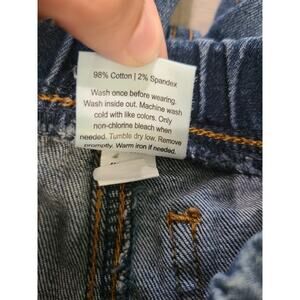 98% Cotton | 2% Spandex
Wash once before wearing.
Wash inside out. Machine wash
cold with like colors. Only
non-chlorine bleach when
needed. Tumble dry low. Remove
promptly. Warm iron if needed.